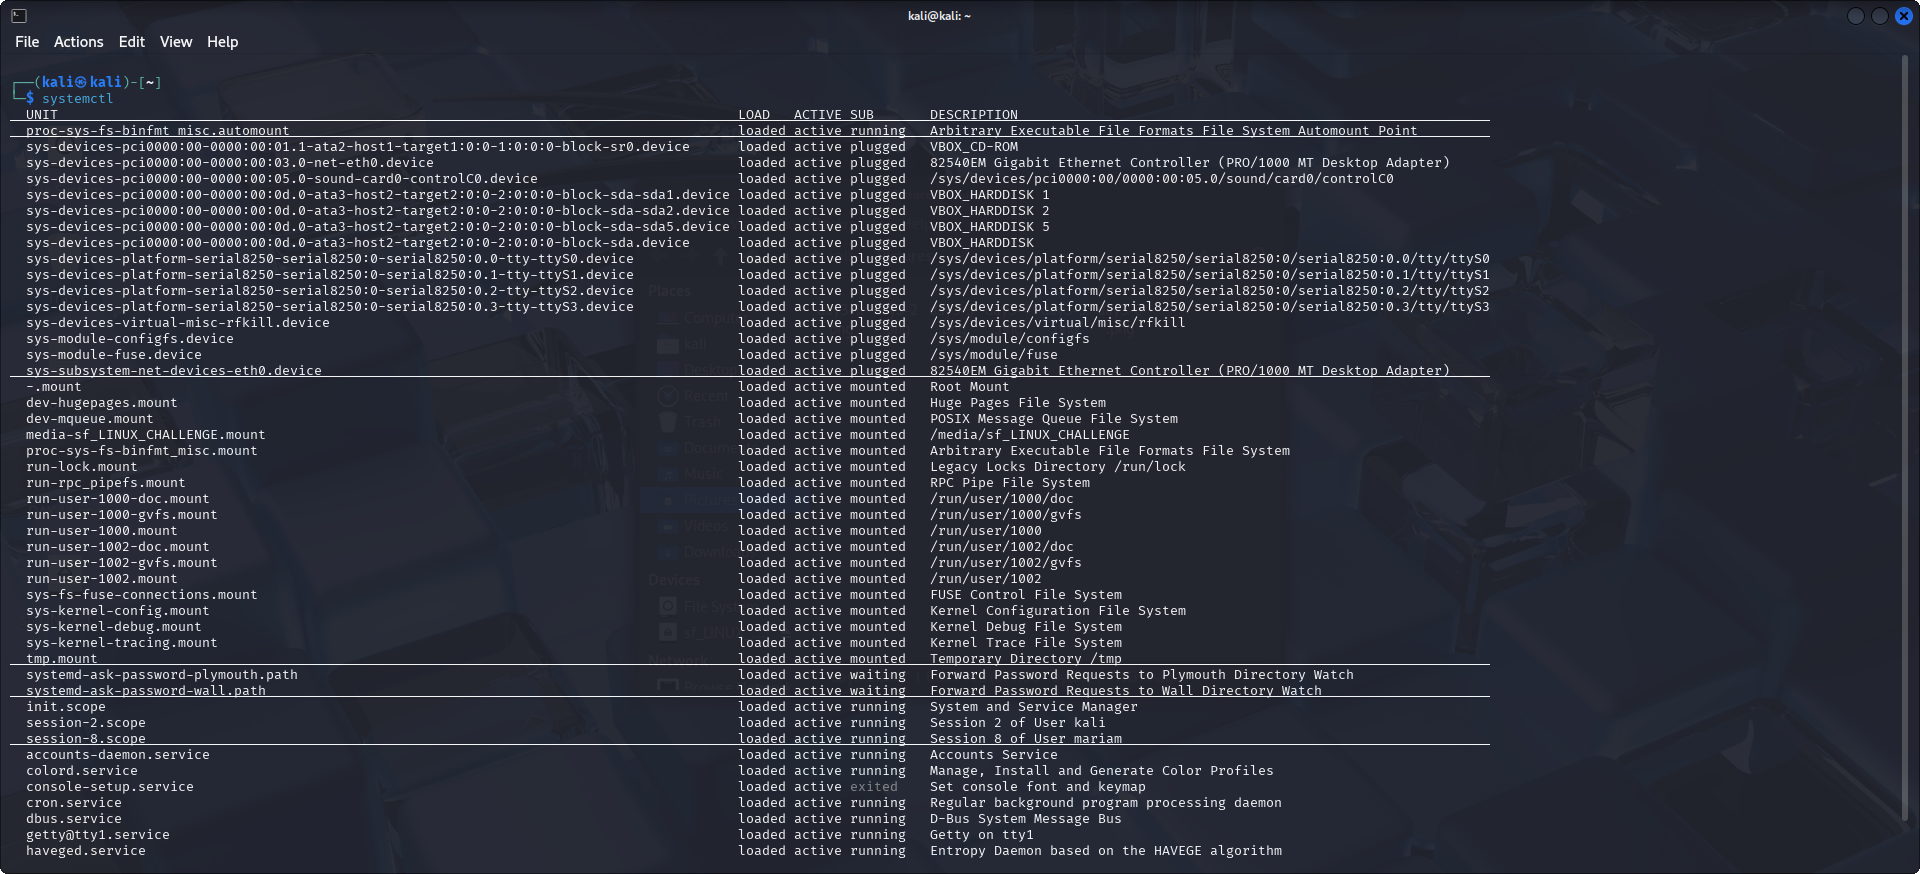 kali@kali: ~
File Actions Edit View Help
┌──(kali㉿kali)-[~]
└─$ systemctl
UNIT LOAD ACTIVE SUB DESCRIPTION
proc-sys-fs-binfmt_misc.automount loaded active running Arbitrary Executable File Formats File System Automount Point
sys-devices-pci0000:00-0000:00:01.1-ata2-host1-target1:0:0-1:0:0:0-block-sr0.device loaded active plugged VBOX_CD-ROM
sys-devices-pci0000:00-0000:00:03.0-net-eth0.device loaded active plugged 82540EM Gigabit Ethernet Controller (PRO/1000 MT Desktop Adapter)
sys-devices-pci0000:00-0000:00:05.0-sound-card0-controlC0.device loaded active plugged /sys/devices/pci0000:00/0000:00:05.0/sound/card0/controlC0
sys-devices-pci0000:00-0000:00:0d.0-ata3-host2-target2:0:0-2:0:0:0-block-sda-sda1.device loaded active plugged VBOX_HARDDISK 1
sys-devices-pci0000:00-0000:00:0d.0-ata3-host2-target2:0:0-2:0:0:0-block-sda-sda2.device loaded active plugged VBOX_HARDDISK 2
sys-devices-pci0000:00-0000:00:0d.0-ata3-host2-target2:0:0-2:0:0:0-block-sda-sda5.device loaded active plugged VBOX_HARDDISK 5
sys-devices-pci0000:00-0000:00:0d.0-ata3-host2-target2:0:0-2:0:0:0-block-sda.device loaded active plugged VBOX_HARDDISK
sys-devices-platform-serial8250-serial8250:0-serial8250:0.0-tty-ttyS0.device loaded active plugged /sys/devices/platform/serial8250/serial8250:0/serial8250:0.0/tty/ttyS0
sys-devices-platform-serial8250-serial8250:0-serial8250:0.1-tty-ttyS1.device loaded active plugged /sys/devices/platform/serial8250/serial8250:0/serial8250:0.1/tty/ttyS1
sys-devices-platform-serial8250-serial8250:0-serial8250:0.2-tty-ttyS2.device loaded active plugged /sys/devices/platform/serial8250/serial8250:0/serial8250:0.2/tty/ttyS2
sys-devices-platform-serial8250-serial8250:0-serial8250:0.3-tty-ttyS3.device loaded active plugged /sys/devices/platform/serial8250/serial8250:0/serial8250:0.3/tty/ttyS3
sys-devices-virtual-misc-rfkill.device loaded active plugged /sys/devices/virtual/misc/rfkill
sys-module-configfs.device loaded active plugged /sys/module/configfs
sys-module-fuse.device loaded active plugged /sys/module/fuse
sys-subsystem-net-devices-eth0.device loaded active plugged 82540EM Gigabit Ethernet Controller (PRO/1000 MT Desktop Adapter)
-.mount loaded active mounted Root Mount
dev-hugepages.mount loaded active mounted Huge Pages File System
dev-mqueue.mount loaded active mounted POSIX Message Queue File System
media-sf_LINUX_CHALLENGE.mount loaded active mounted /media/sf_LINUX_CHALLENGE
proc-sys-fs-binfmt_misc.mount loaded active mounted Arbitrary Executable File Formats File System
run-lock.mount loaded active mounted Legacy Locks Directory /run/lock
run-rpc_pipefs.mount loaded active mounted RPC Pipe File System
run-user-1000-doc.mount loaded active mounted /run/user/1000/doc
run-user-1000-gvfs.mount loaded active mounted /run/user/1000/gvfs
run-user-1000.mount loaded active mounted /run/user/1000
run-user-1002-doc.mount loaded active mounted /run/user/1002/doc
run-user-1002-gvfs.mount loaded active mounted /run/user/1002/gvfs
run-user-1002.mount loaded active mounted /run/user/1002
sys-fs-fuse-connections.mount loaded active mounted FUSE Control File System
sys-kernel-config.mount loaded active mounted Kernel Configuration File System
sys-kernel-debug.mount loaded active mounted Kernel Debug File System
sys-kernel-tracing.mount loaded active mounted Kernel Trace File System
tmp.mount loaded active mounted Temporary Directory /tmp
systemd-ask-password-plymouth.path loaded active waiting Forward Password Requests to Plymouth Directory Watch
systemd-ask-password-wall.path loaded active waiting Forward Password Requests to Wall Directory Watch
init.scope loaded active running System and Service Manager
session-2.scope loaded active running Session 2 of User kali
session-8.scope loaded active running Session 8 of User mariam
accounts-daemon.service loaded active running Accounts Service
colord.service loaded active running Manage, Install and Generate Color Profiles
console-setup.service loaded active exited Set console font and keymap
cron.service loaded active running Regular background program processing daemon
dbus.service loaded active running D-Bus System Message Bus
getty@tty1.service loaded active running Getty on tty1
haveged.service loaded active running Entropy Daemon based on the HAVEGE algorithm